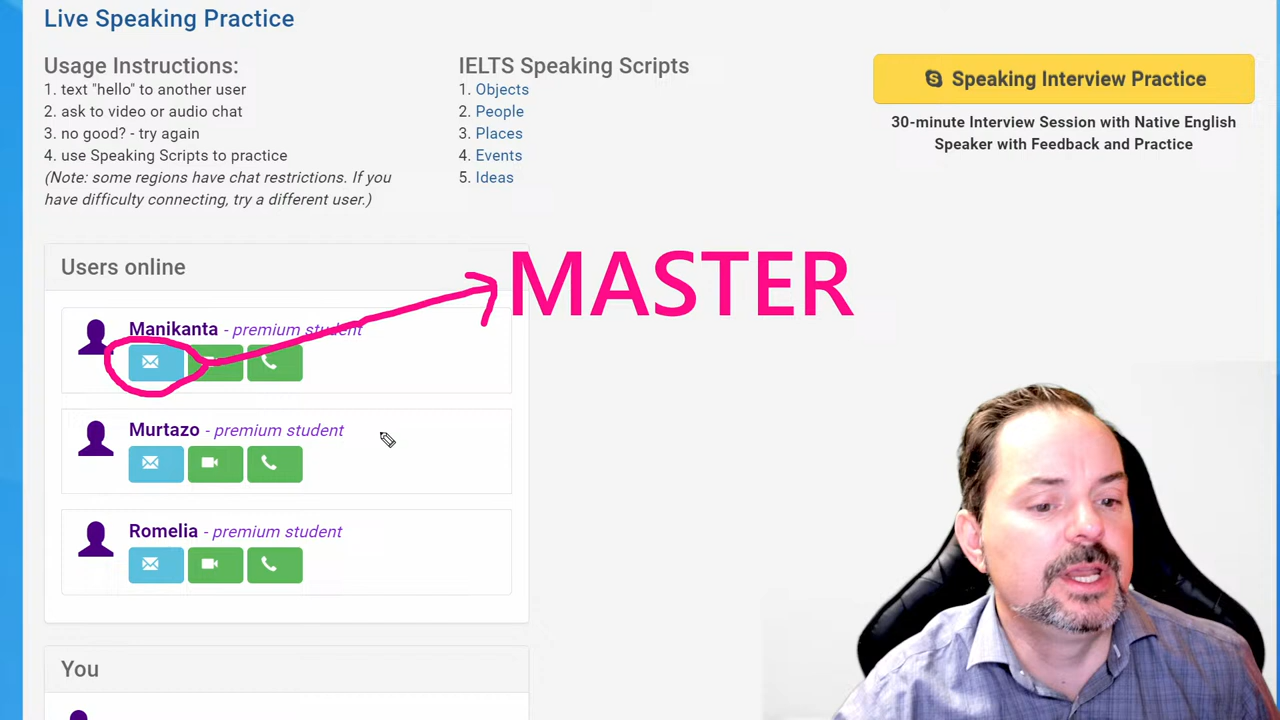 Live Speaking Practice
Usage Instructions:
1. text "hello" to another user
2. ask to video or audio chat
3. no good? - try again
4. use Speaking Scripts to practice
(Note: some regions have chat restrictions. If you
have difficulty connecting, try a different user.)
IELTS Speaking Scripts
1. Objects
2. People
3. Places
4. Events
5. Ideas
Speaking Interview Practice
30-minute Interview Session with Native English
Speaker with Feedback and Practice
Users online
MASTER
Manikanta - premium student
Murtazo - premium student
Romelia - premium student
You